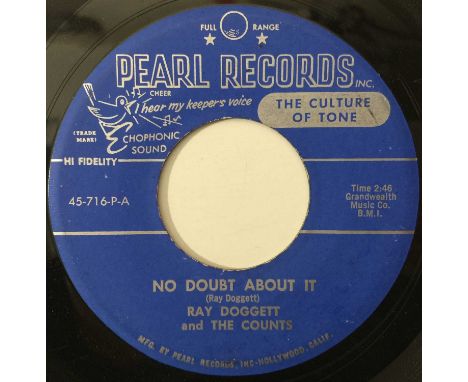 FULL RANGE
PEARL RECORDS INC.
CHEER
I hear my keepers voice
THE CULTURE
OF TONE
(TRADE
MARK)
CHOPHONIC
SOUND
HI FIDELITY
45-716-P-A
Time 2:46
Grandwealth
Music Co.
B.M.I.
NO DOUBT ABOUT IT
(Ray Doggett)
RAY DOGGETT
and THE COUNTS
MFG. BY PEARL RECORDS, INC-HOLLYWOOD, CALIF.